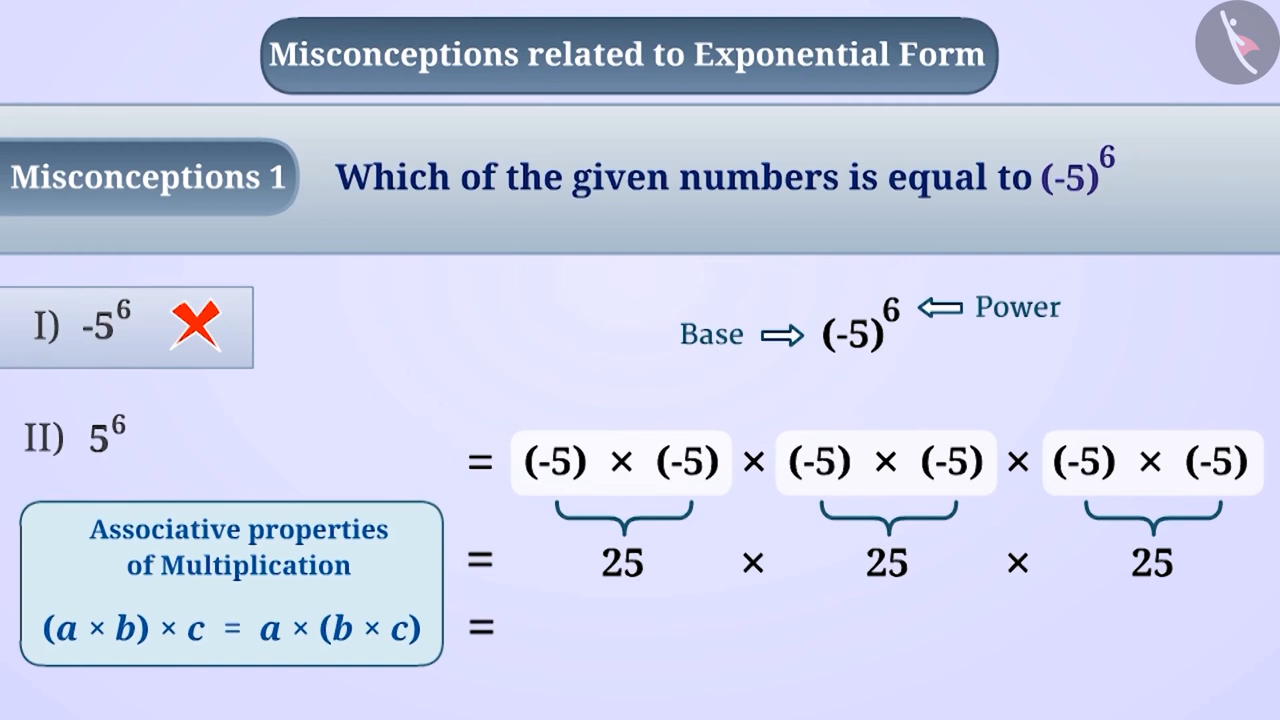 Misconceptions related to Exponential Form
Misconceptions 1
Which of the given numbers is equal to (-5)⁶
I) -5⁶
Base ⇨ (-5)⁶ ⇦ Power
II) 5⁶
= (-5) × (-5) × (-5) × (-5) × (-5) × (-5)
Associative properties
of Multiplication
(a × b) × c = a × (b × c)
= 25 × 25 × 25
=